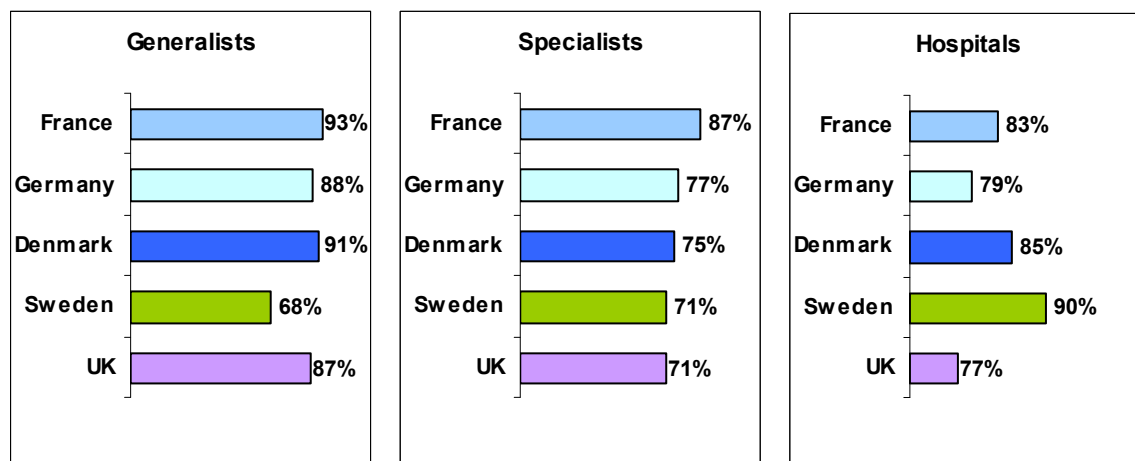 Generalists
France 93%
Germany 88%
Denmark 91%
Sweden 68%
UK 87%
Specialists
France 87%
Germany 77%
Denmark 75%
Sweden 71%
UK 71%
Hospitals
France 83%
Germany 79%
Denmark 85%
Sweden 90%
UK 77%